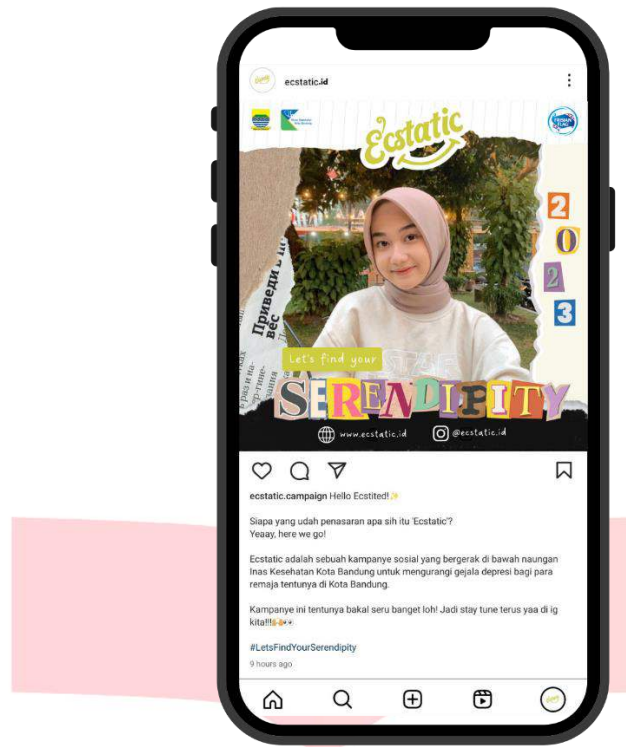 ecstatic.id
Ecstatic
2
0
2
3
Приведи в по
вес
Let's find your
SERENDIPITY
www.ecstatic.id @ecstatic.id
ecstatic.campaign Hello Ecstited!✨
Siapa yang udah penasaran apa sih itu 'Ecstatic'?
Yeaay, here we go!
Ecstatic adalah sebuah kampanye sosial yang bergerak di bawah naungan
Inas Kesehatan Kota Bandung untuk mengurangi gejala depresi bagi para
remaja tentunya di Kota Bandung.
Kampanye ini tentunya bakal seru banget loh! Jadi stay tune terus yaa di ig
kita!!!🙌👀
#LetsFindYourSerendipity
9 hours ago